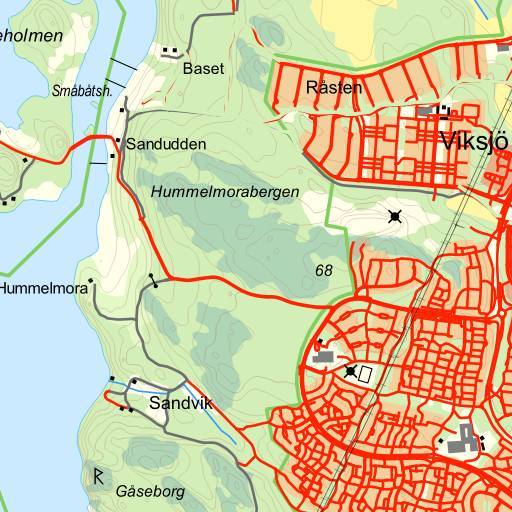 eholmen
Baset
Småbåtsh.
Råsten
Viksjö
Sandudden
Hummelmorabergen
68
Hummelmora
Sandvik
Gåseborg